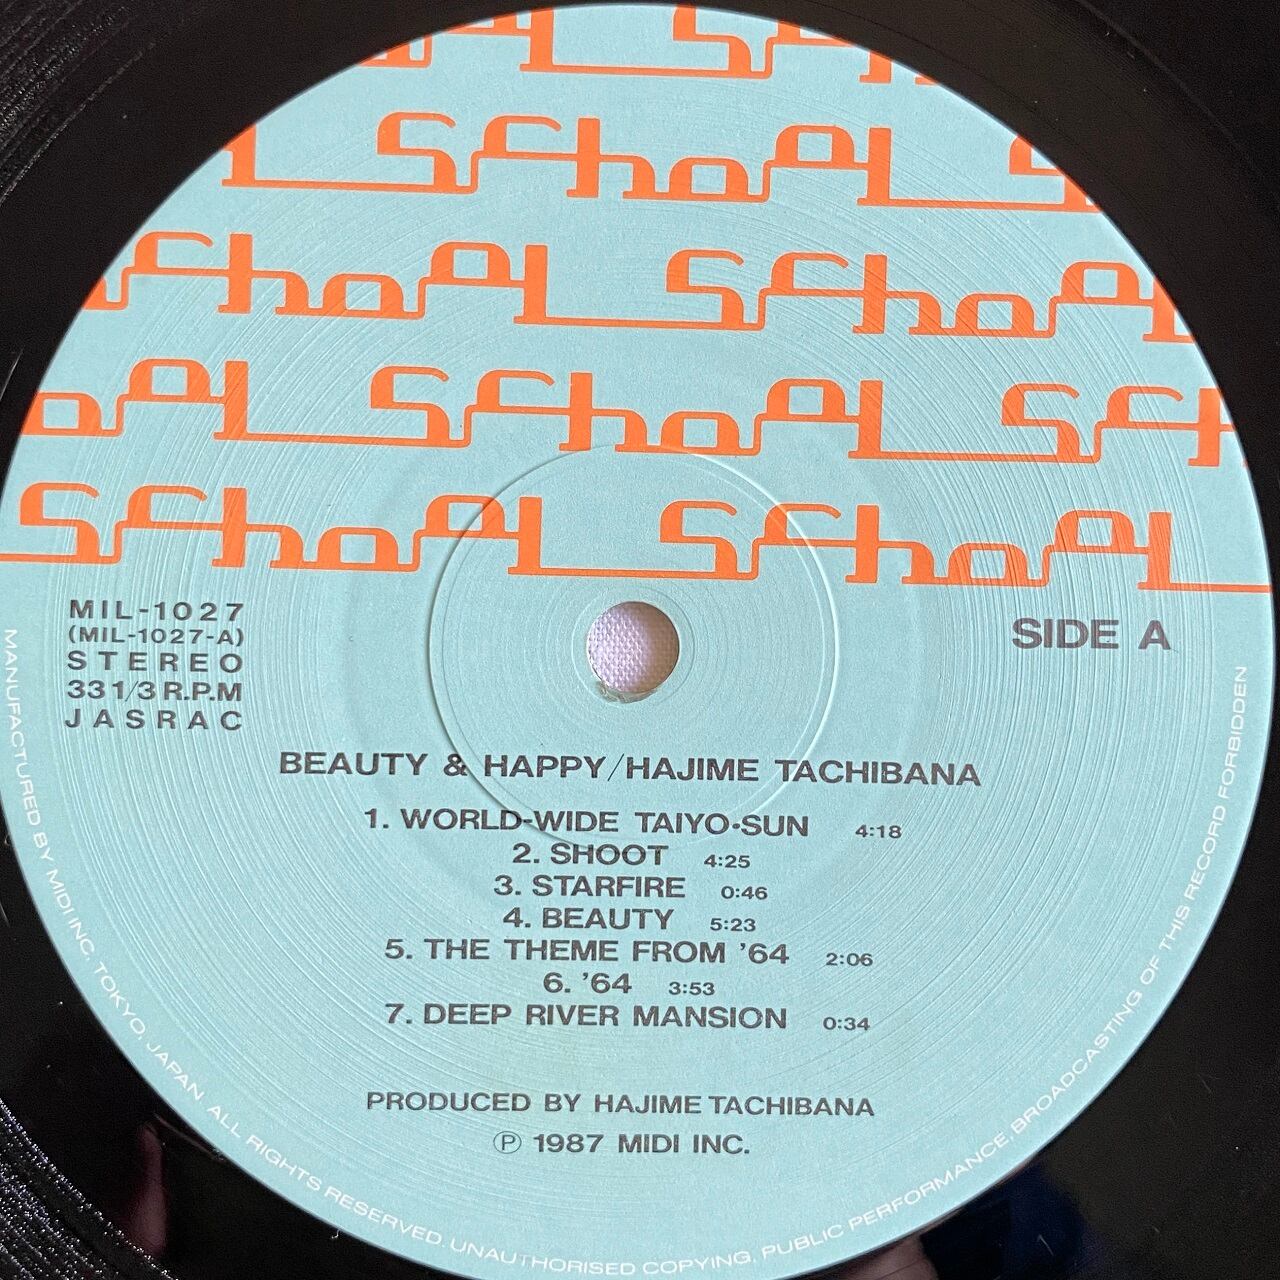 School School
School School School
School School
School School School
School School
MIL-1027
(MIL-1027-A)
STEREO
33 1/3 R.P.M
JASRAC
SIDE A
BEAUTY & HAPPY/HAJIME TACHIBANA
1. WORLD-WIDE TAIYO•SUN 4:18
2. SHOOT 4:25
3. STARFIRE 0:46
4. BEAUTY 5:23
5. THE THEME FROM '64 2:06
6. '64 3:53
7. DEEP RIVER MANSION 0:34
PRODUCED BY HAJIME TACHIBANA
Ⓟ 1987 MIDI INC.
MANUFACTURED BY MIDI INC. TOKYO, JAPAN. ALL RIGHTS RESERVED. UNAUTHORISED COPYING, PUBLIC PERFORMANCE, BROADCASTING OF THIS RECORD FORBIDDEN